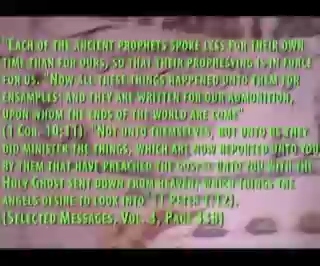 "Each of the ancient prophets spoke less for their own
time than for ours, so that their prophesying is in force
for us. "Now all these things happened unto them for
ensamples: and they are written for our admonition,
upon whom the ends of the world are come"
(1 Cor. 10:11). "Not unto themselves, but unto us they
did minister the things, which are now reported unto you
by them that have preached the gospel unto you with the
Holy Ghost sent down from heaven; which things the
angels desire to look into" (1 Peter 1:12).
(Selected Messages, Vol. 3, Page 338)